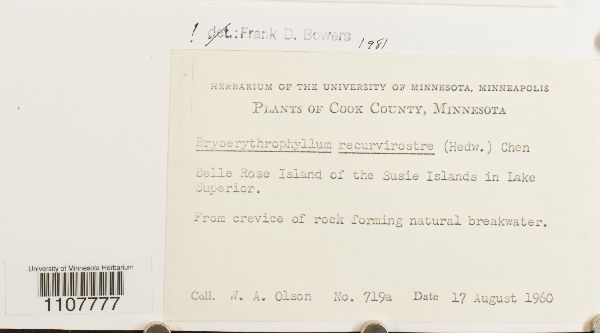 ! det.: Frank D. Bowers 1981
HERBARIUM OF THE UNIVERSITY OF MINNESOTA, MINNEAPOLIS
PLANTS OF COOK COUNTY, MINNESOTA
Bryoerythrophyllum recurvirostre (Hedw.) Chen
Belle Rose Island of the Susie Islands in Lake
Superior.
From crevice of rock forming natural breakwater.
University of Minnesota Herbarium
1107777
Coll. W. A. Olson No. 719a Date 17 August 1960